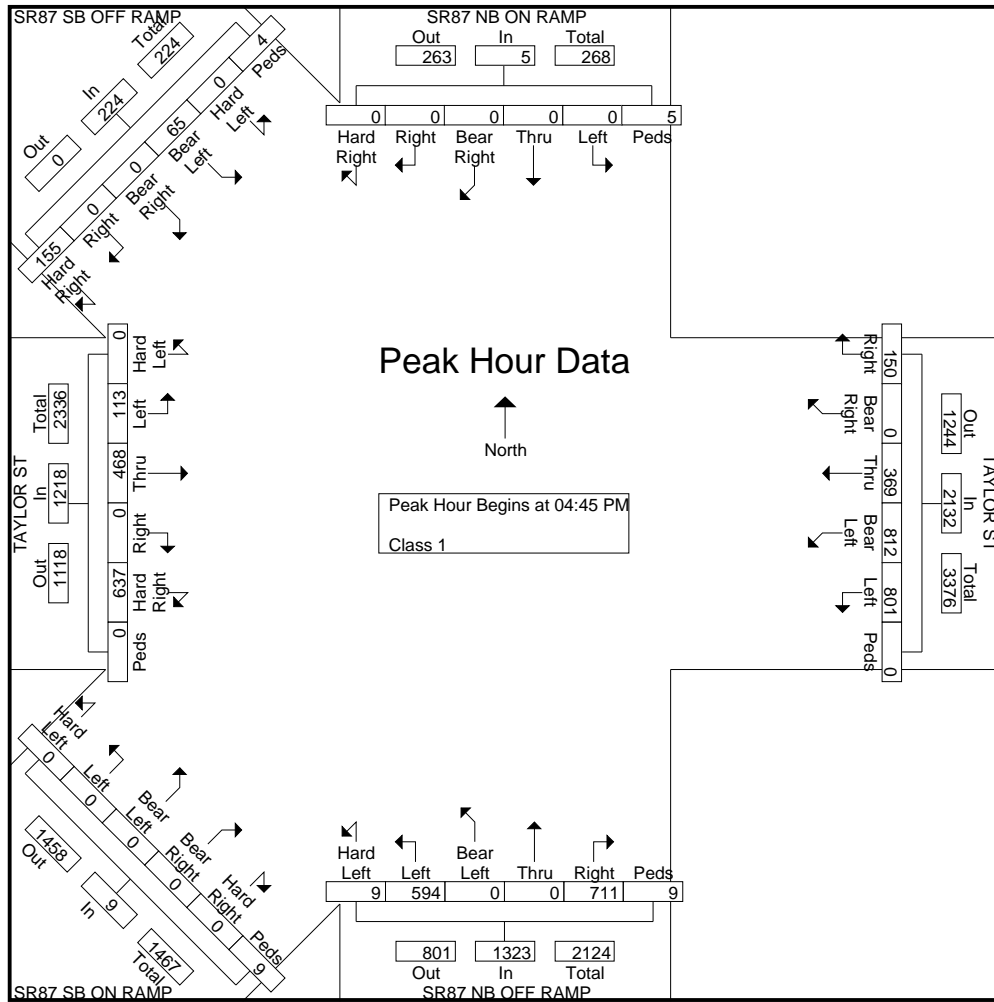 SR87 SB OFF RAMP
Out
0
In
224
Total
224
155
0
0
65
0
4
Hard
Right
Right
Bear
Right
Bear
Left
Hard
Left
Peds
SR87 NB ON RAMP
Out In Total
263 5 268
0 0 0 0 0 5
Hard
Right
Right
Bear
Right
Thru
Left
Peds
TAYLOR ST
Total
2336
In
1218
Out
1118
0
113
468
0
637
0
Hard
Left
Left
Thru
Right
Hard
Right
Peds
Peak Hour Data
North
Peak Hour Begins at 04:45 PM
Class 1
Right
Bear
Right
Thru
Bear
Left
Left
Peds
150
0
369
812
801
0
Out
1244
In
2132
Total
3376
TAYLOR ST
Hard
Left
Left
Bear
Left
Bear
Right
Hard
Right
Peds
0
0
0
0
0
9
1458
Out
9
In
1467
Total
SR87 SB ON RAMP
Hard
Left
Left
Bear
Left
Thru
Right
Peds
9 594 0 0 711 9
801 1323 2124
Out In Total
SR87 NB OFF RAMP